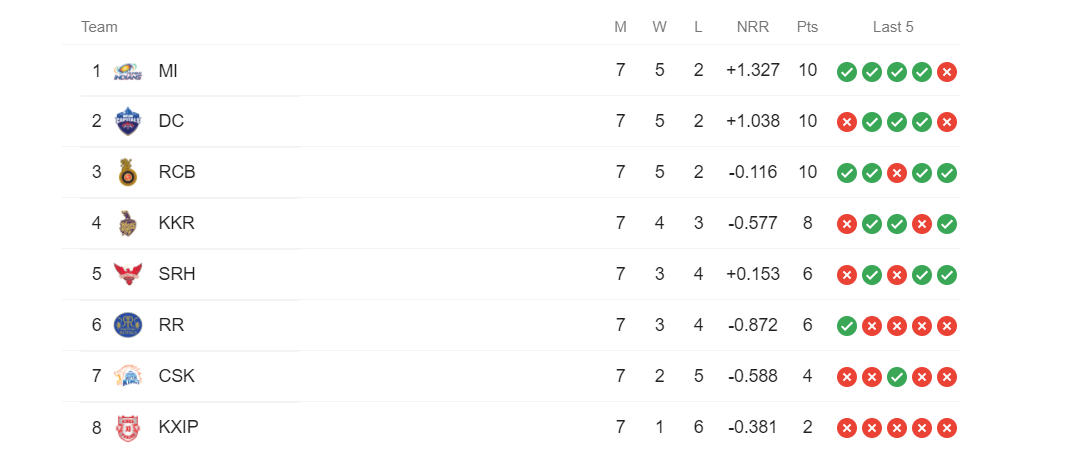 Team M W L NRR Pts Last 5
1 MI 7 5 2 +1.327 10
2 DC 7 5 2 +1.038 10
3 RCB 7 5 2 -0.116 10
4 KKR 7 4 3 -0.577 8
5 SRH 7 3 4 +0.153 6
6 RR 7 3 4 -0.872 6
7 CSK 7 2 5 -0.588 4
8 KXIP 7 1 6 -0.381 2